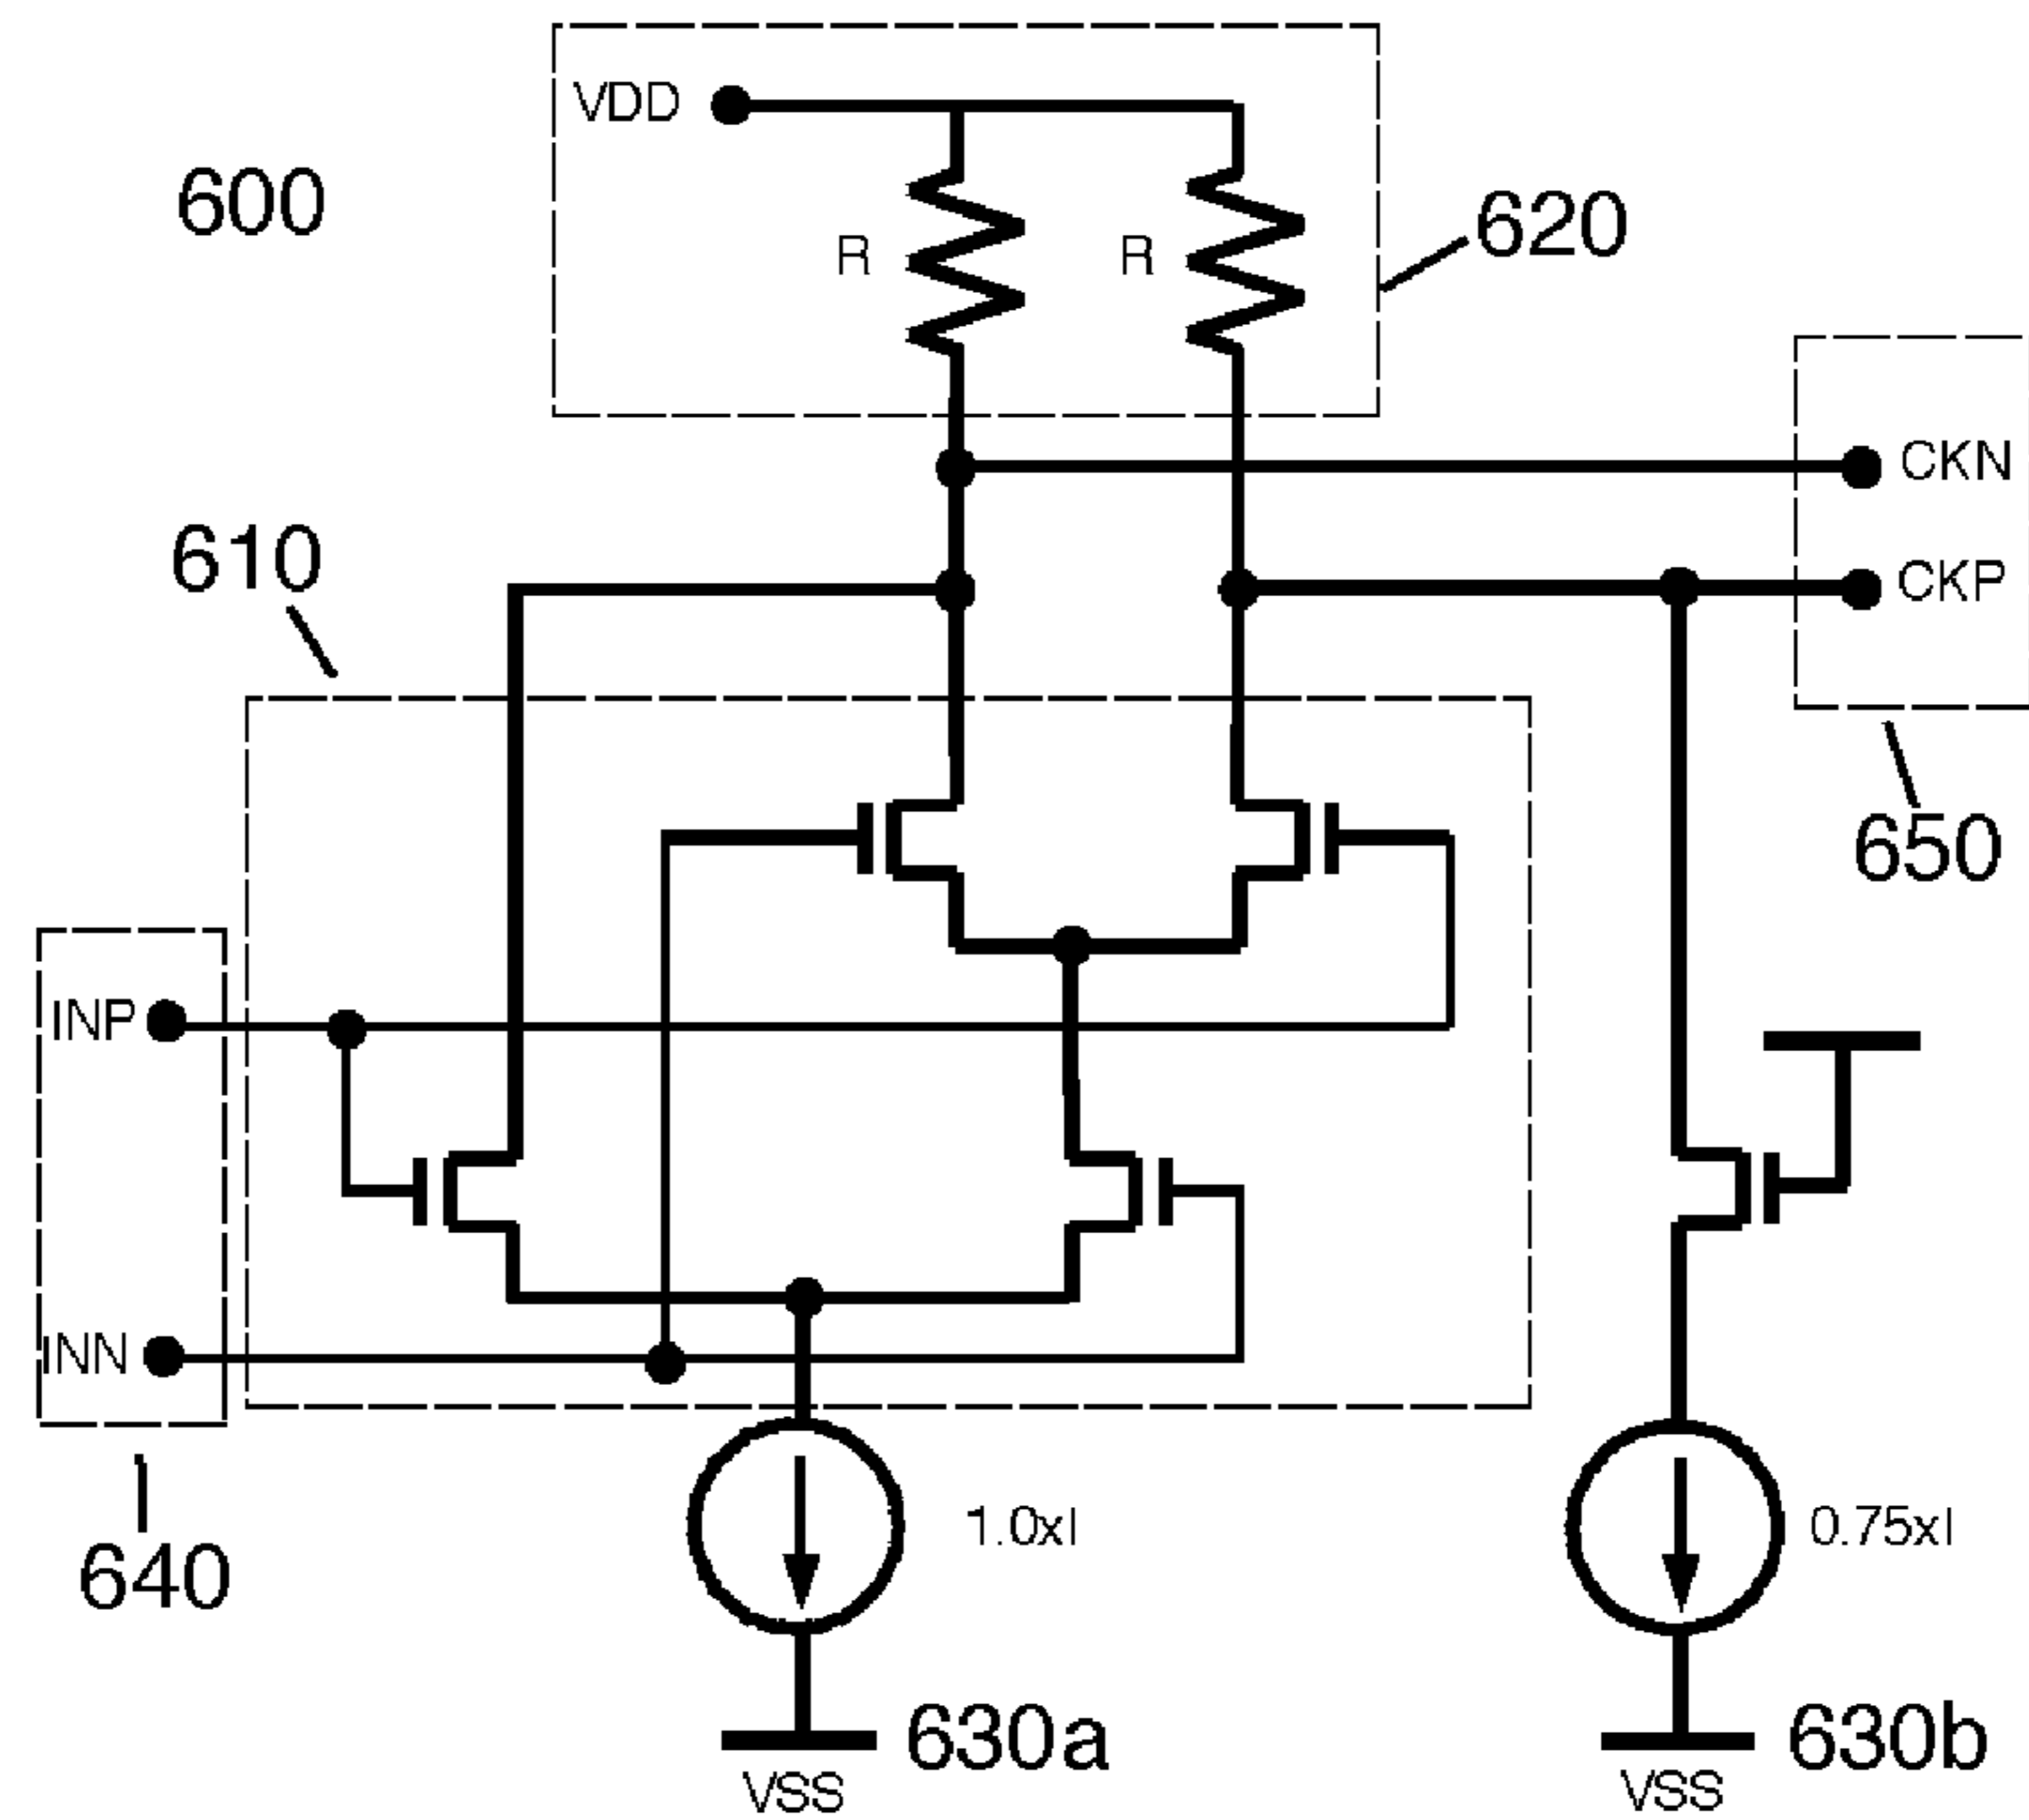 VDD
600
R
R
620
CKN
610
CKP
650
INP
INN
1.0xI
0.75xI
640
630a
630b
VSS
VSS